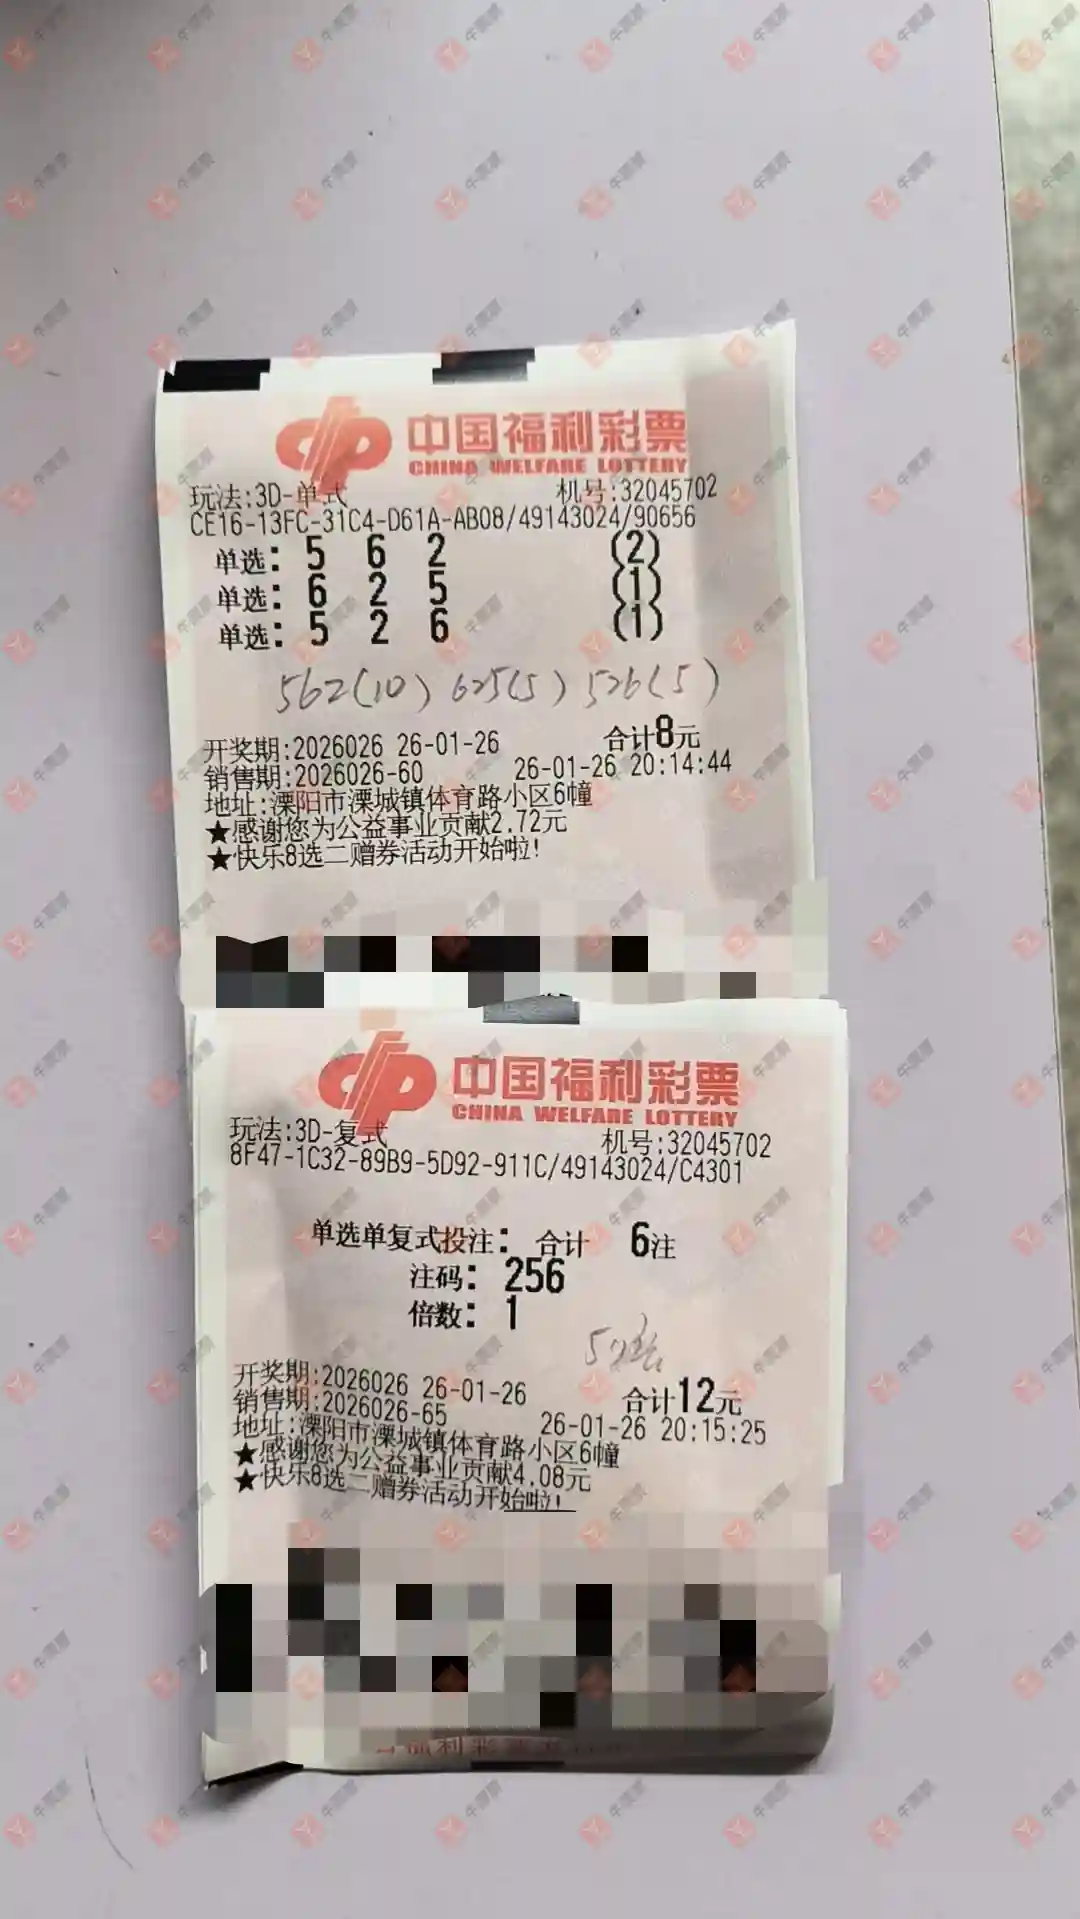 中国福利彩票
CHINA WELFARE LOTTERY
玩法:3D-单式 机号:32045702
CE16-13FC-31C4-D61A-AB08/49143024/90656
单选: 5 6 2 (2)
单选: 6 2 5 (1)
单选: 5 2 6 (1)
562(10) 625(5) 526(5)
合计8元
开奖期:2026026 26-01-26
销售期:2026026-60 26-01-26 20:14:44
地址:溧阳市溧城镇体育路小区6幢
★感谢您为公益事业贡献2.72元
★快乐8选二赠券活动开始啦!
中国福利彩票
CHINA WELFARE LOTTERY
玩法:3D-复式 机号:32045702
8F47-1C32-89B9-5D92-911C/49143024/C4301
单选单复式投注: 合计 6注
注码: 256
倍数: 1
开奖期:2026026 26-01-26 合计12元
销售期:2026026-65 26-01-26 20:15:25
地址:溧阳市溧城镇体育路小区6幢
★感谢您为公益事业贡献4.08元
★快乐8选二赠券活动开始啦!